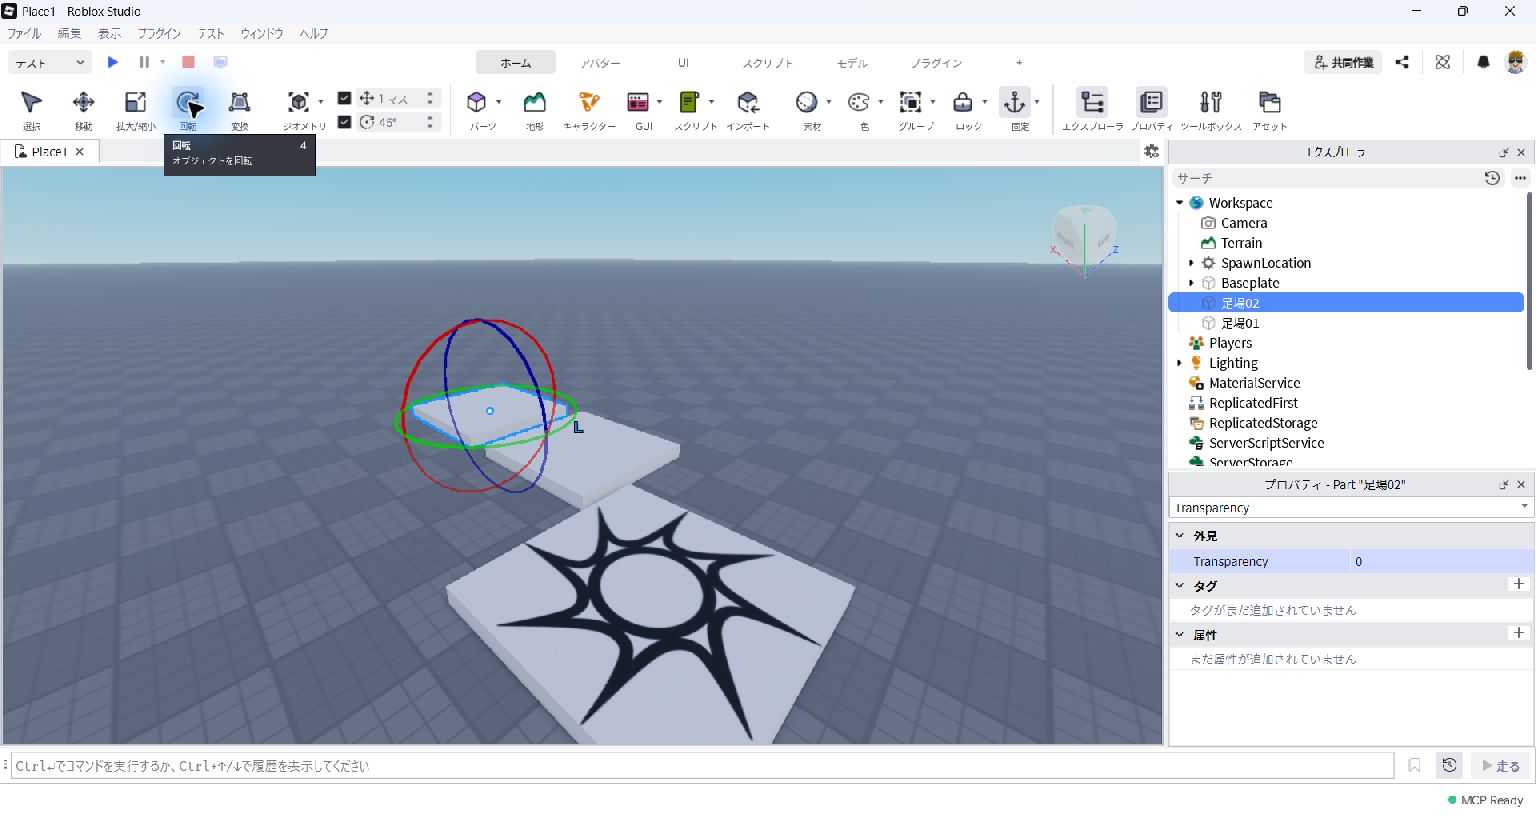 Place1 - Roblox Studio
ファイル 編集 表示 プラグイン テスト ウィンドウ ヘルプ
テスト ホーム アバター UI スクリプト モデル プラグイン + 共同作業
選択 移動 拡大/縮小 回転 変換 ジオメトリ 1 マス 45° パーツ 地形 キャラクター GUI スクリプト インポート 素材 色 グループ ロック 固定 エクスプローラ プロパティ ツールボックス アセット
回転 4
オブジェクトを回転
Place1
エクスプローラ
サーチ
Workspace
Camera
Terrain
SpawnLocation
Baseplate
足場02
足場01
Players
Lighting
MaterialService
ReplicatedFirst
ReplicatedStorage
ServerScriptService
ServerStorage
X Z
L
プロパティ - Part "足場02"
Transparency
外見
Transparency 0
タグ
タグがまだ追加されていません
属性
まだ属性が追加されていません
Ctrl+↵でコマンドを実行するか、Ctrl+↑/↓で履歴を表示してください
走る
MCP Ready